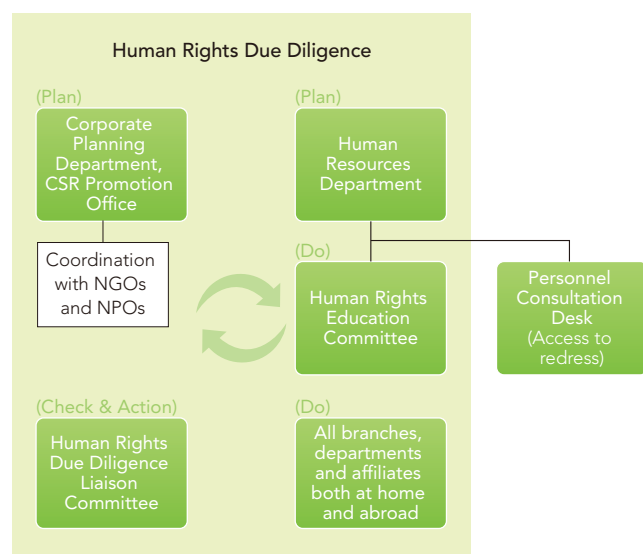 Human Rights Due Diligence
(Plan)
Corporate
Planning
Department,
CSR Promotion
Office
(Plan)
Human
Resources
Department
Coordination
with NGOs
and NPOs
(Do)
Human Rights
Education
Committee
Personnel
Consultation
Desk
(Access to
redress)
(Check & Action)
Human Rights
Due Diligence
Liaison
Committee
(Do)
All branches,
departments
and affiliates
both at home
and abroad